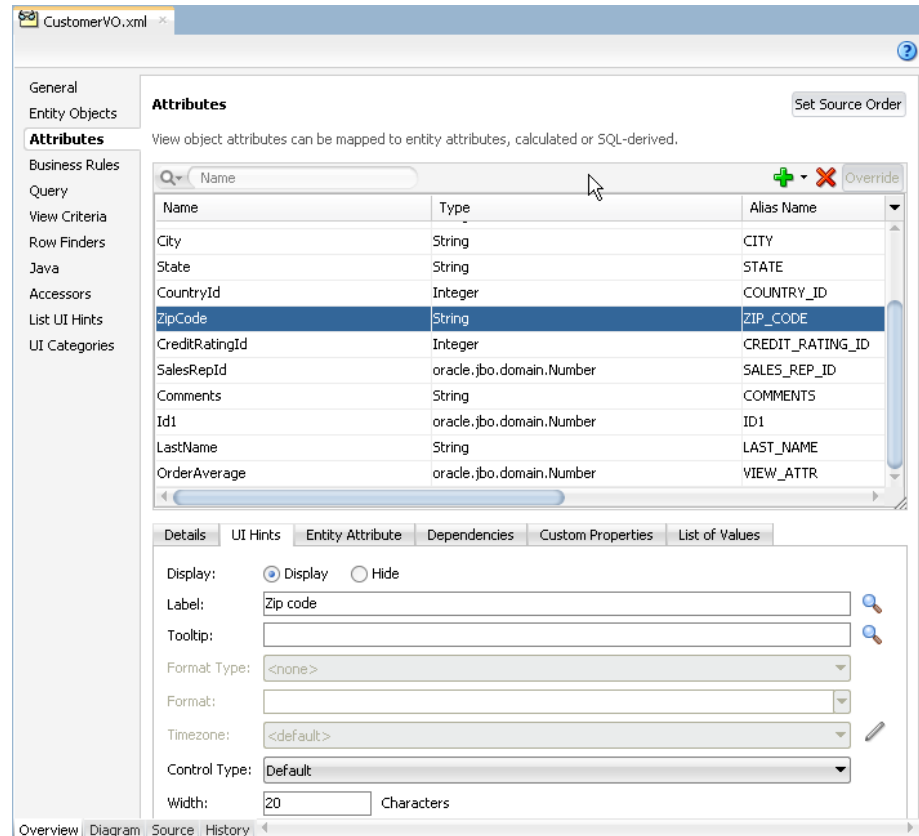 CustomerVO.xml
General
Entity Objects
Attributes
Business Rules
Query
View Criteria
Row Finders
Java
Accessors
List UI Hints
UI Categories
Attributes
Set Source Order
View object attributes can be mapped to entity attributes, calculated or SQL-derived.
Name
Override
Name Type Alias Name
City String CITY
State String STATE
CountryId Integer COUNTRY_ID
ZipCode String ZIP_CODE
CreditRatingId Integer CREDIT_RATING_ID
SalesRepId oracle.jbo.domain.Number SALES_REP_ID
Comments String COMMENTS
Id1 oracle.jbo.domain.Number ID1
LastName String LAST_NAME
OrderAverage oracle.jbo.domain.Number VIEW_ATTR
Details UI Hints Entity Attribute Dependencies Custom Properties List of Values
Display: Display Hide
Label: Zip code
Tooltip:
Format Type: <none>
Format:
Timezone: <default>
Control Type: Default
Width: 20 Characters
Overview Diagram Source History